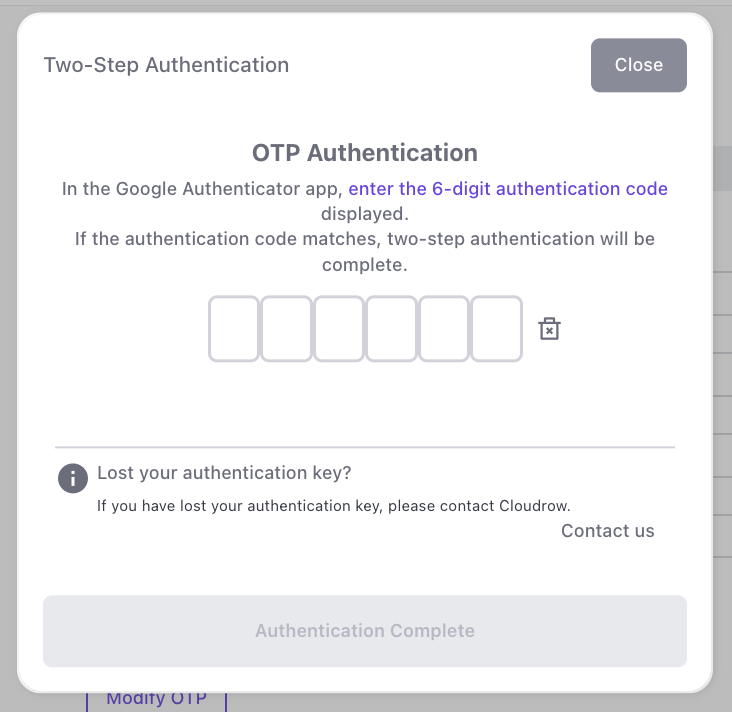 Two-Step Authentication
Close
OTP Authentication
In the Google Authenticator app, enter the 6-digit authentication code
displayed.
If the authentication code matches, two-step authentication will be
complete.
Lost your authentication key?
If you have lost your authentication key, please contact Cloudrow.
Contact us
Authentication Complete
Modify OTP